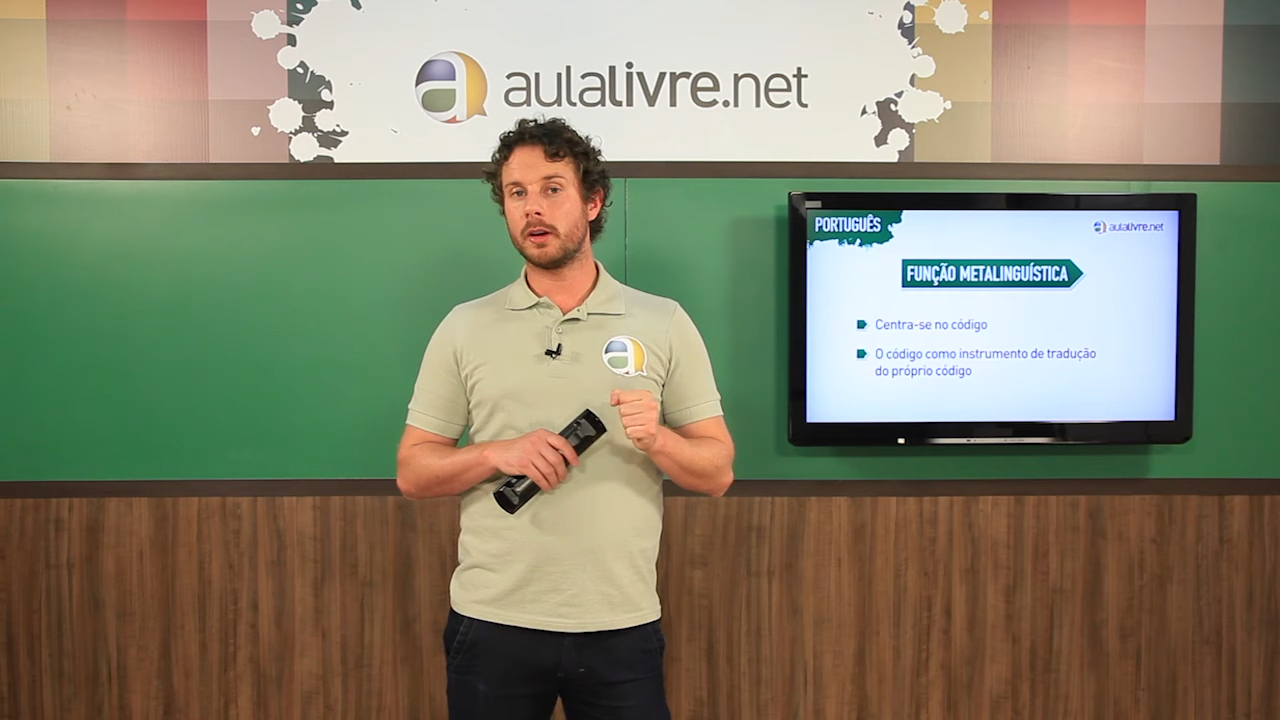 aulalivre.net
PORTUGUÊS
aulalivre.net
FUNÇÃO METALINGUÍSTICA
Centra-se no código
O código como instrumento de tradução
do próprio código